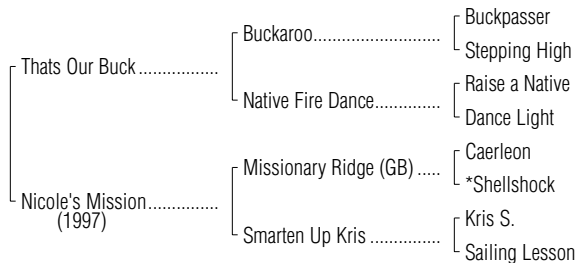 Buckpasser
Buckaroo............................
Stepping High
Thats Our Buck.................
Raise a Native
Native Fire Dance..............
Dance Light
Caerleon
Missionary Ridge (GB).....
*Shellshock
Nicole's Mission...............
(1997)
Kris S.
Smarten Up Kris...............
Sailing Lesson